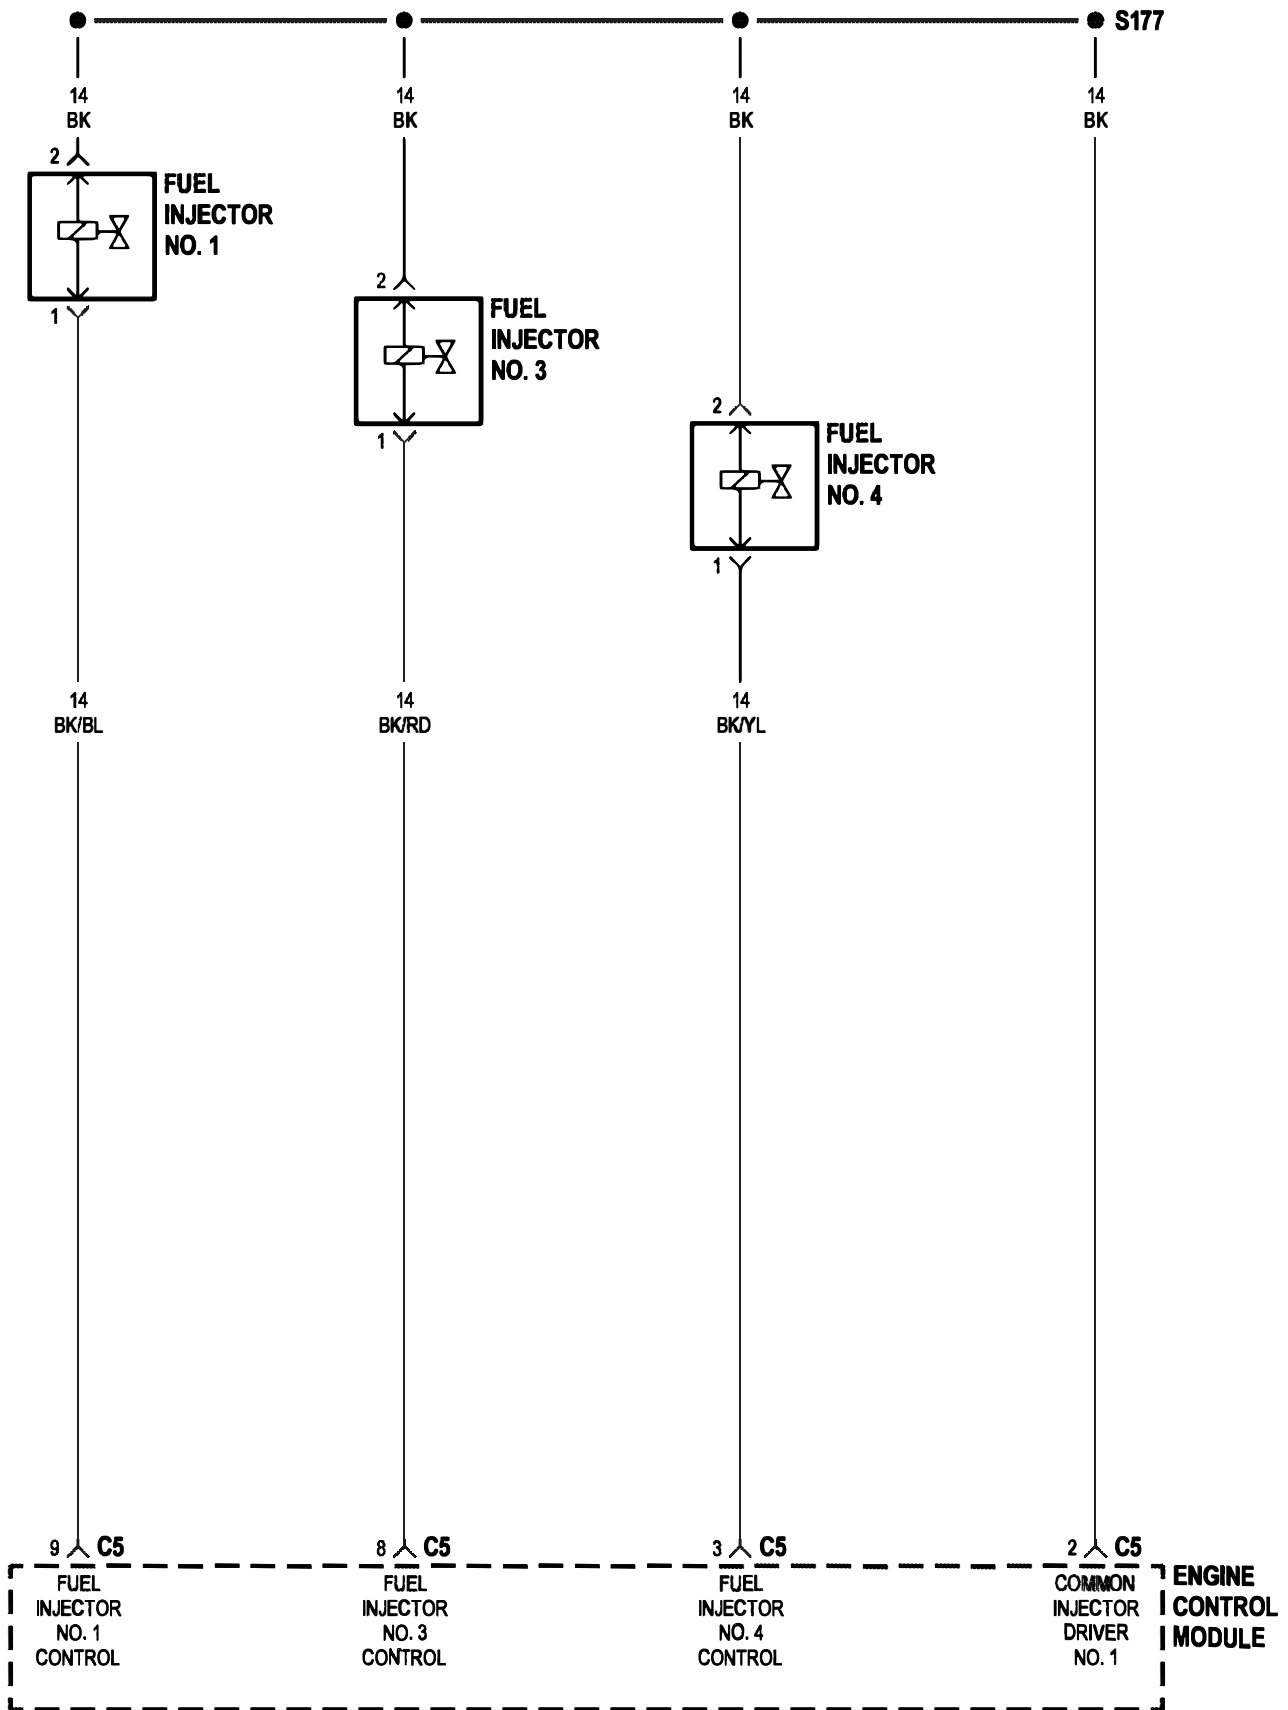 S177
14
BK
14
BK
14
BK
14
BK
2
FUEL
INJECTOR
NO. 1
1
2
FUEL
INJECTOR
NO. 3
1
2
FUEL
INJECTOR
NO. 4
1
14
BK/BL
14
BK/RD
14
BK/YL
9 C5
8 C5
3 C5
2 C5
FUEL
INJECTOR
NO. 1
CONTROL
FUEL
INJECTOR
NO. 3
CONTROL
FUEL
INJECTOR
NO. 4
CONTROL
COMMON
INJECTOR
DRIVER
NO. 1
ENGINE
CONTROL
MODULE